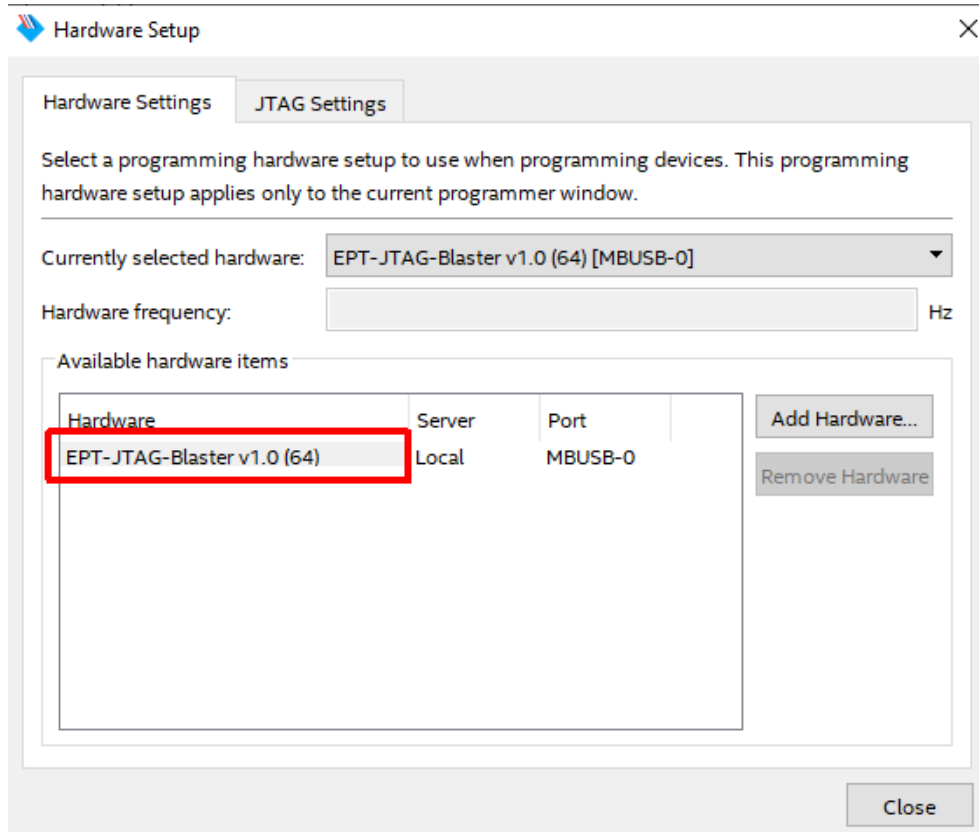 Hardware Setup
Hardware Settings
JTAG Settings
Select a programming hardware setup to use when programming devices. This programming
hardware setup applies only to the current programmer window.
Currently selected hardware: EPT-JTAG-Blaster v1.0 (64) [MBUSB-0]
Hardware frequency: Hz
Available hardware items
Hardware Server Port
EPT-JTAG-Blaster v1.0 (64) Local MBUSB-0
Add Hardware...
Remove Hardware
Close